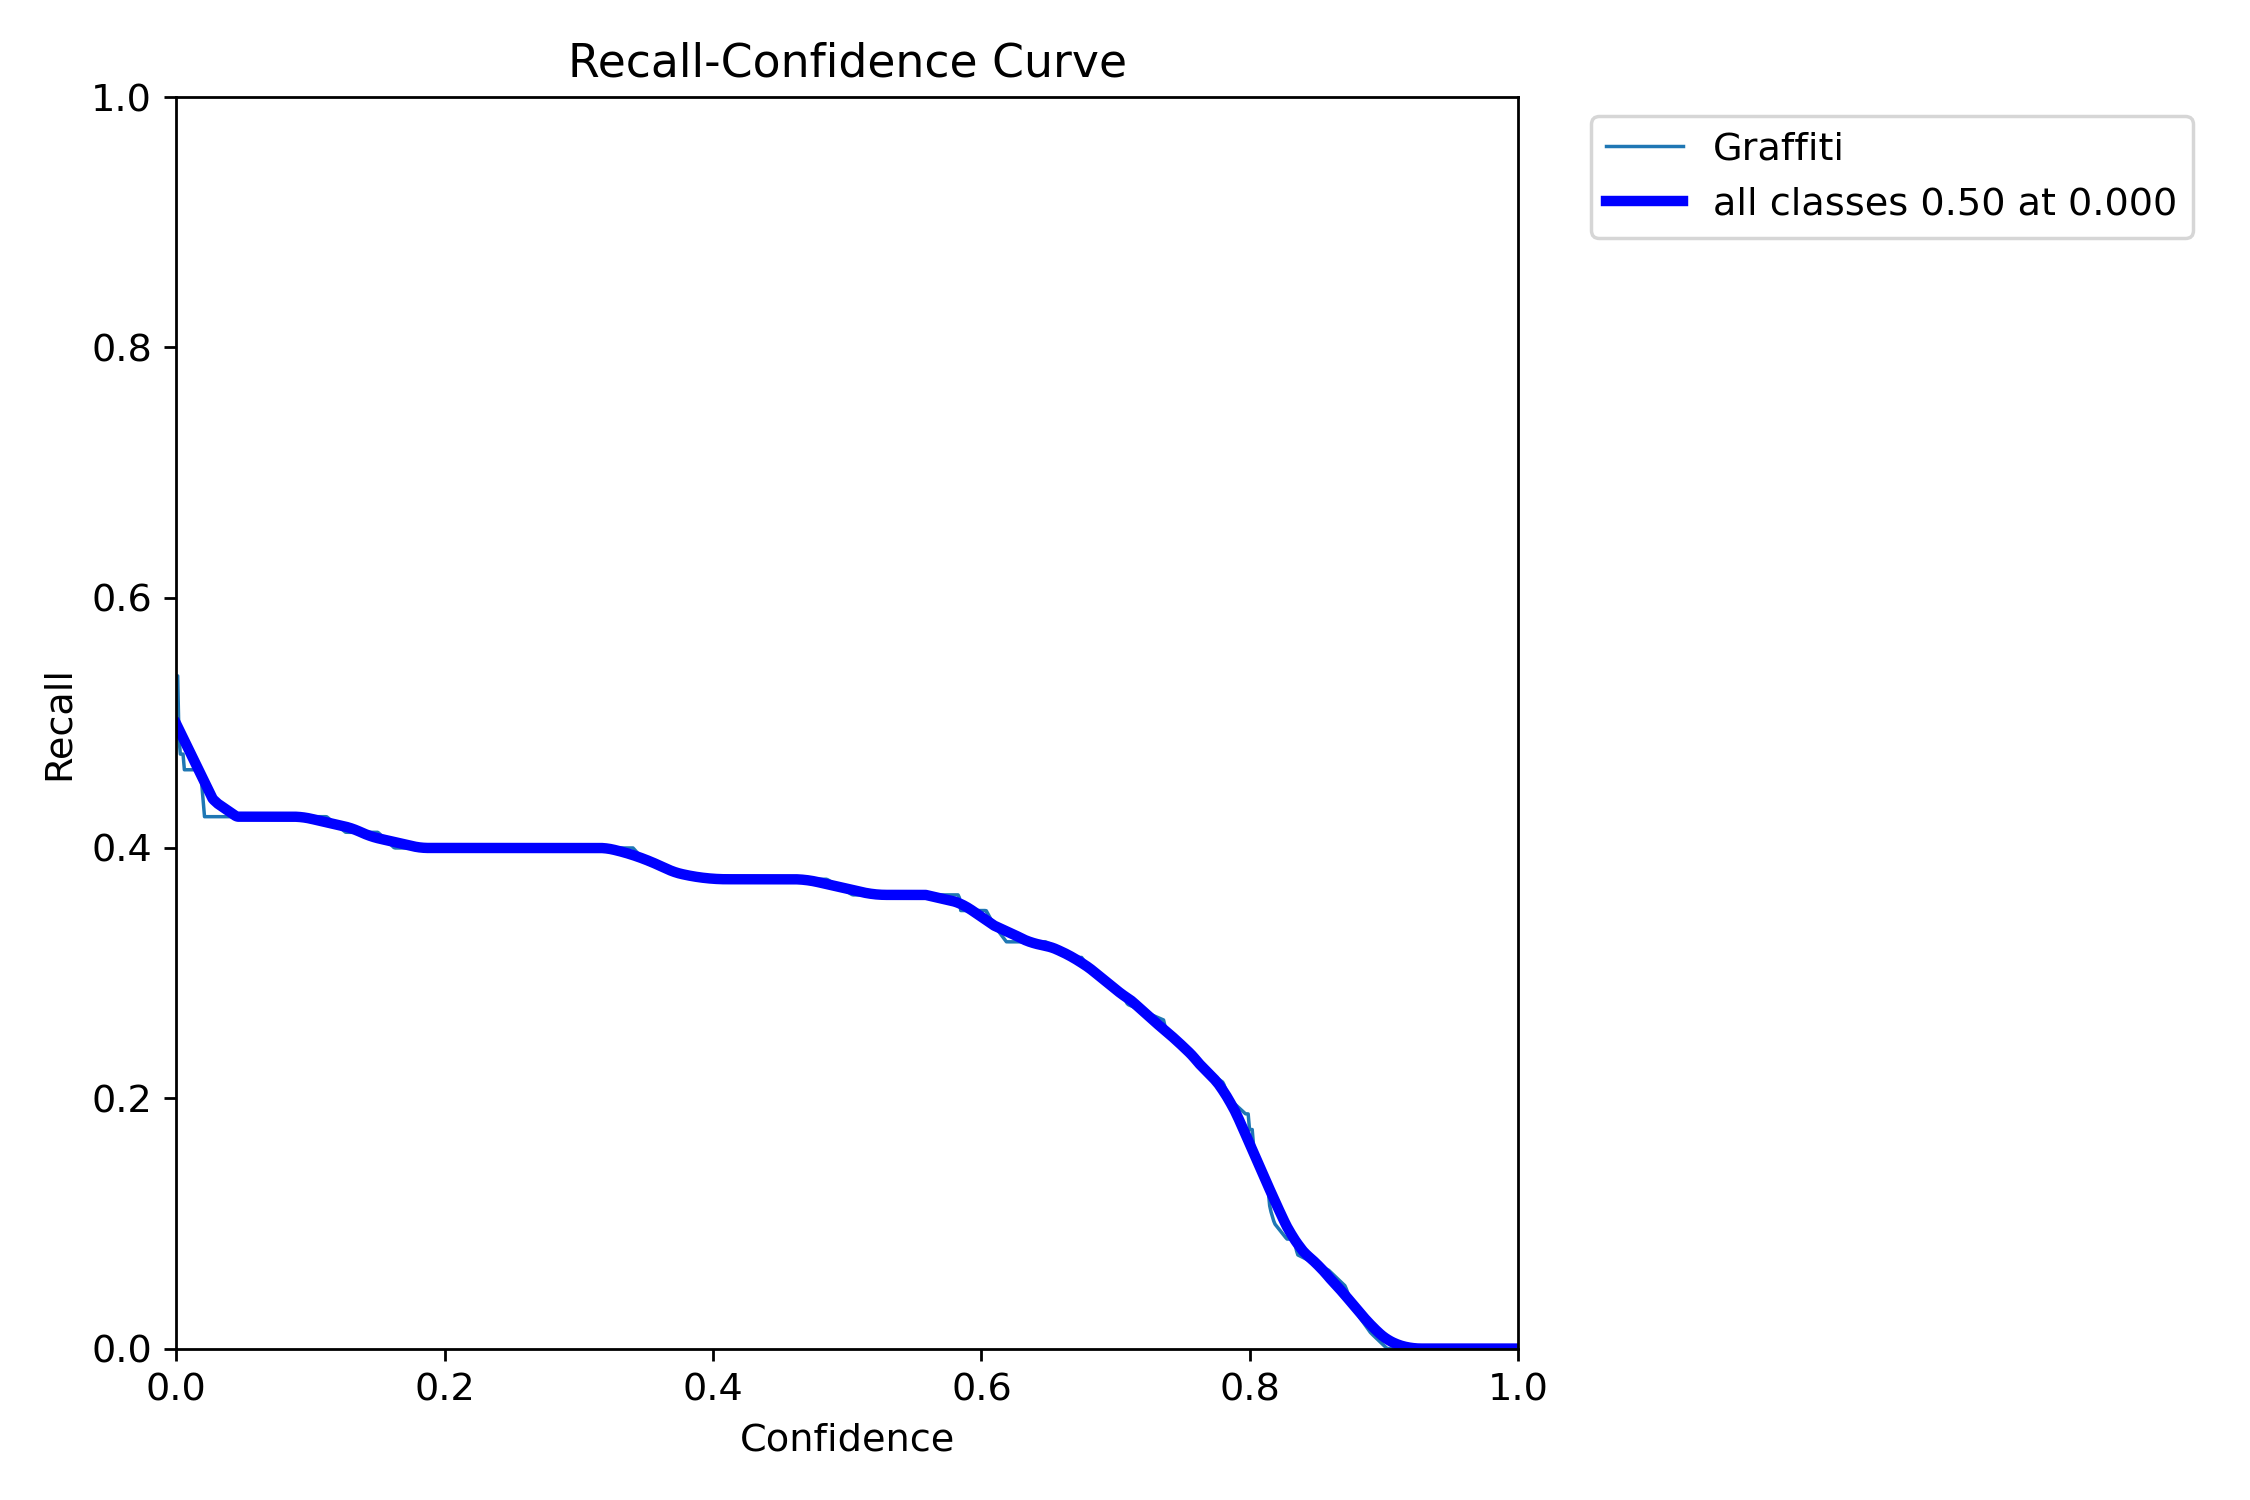 Recall-Confidence Curve
1.0
0.8
0.6
0.4
0.2
0.0
Recall
0.0 0.2 0.4 0.6 0.8 1.0
Confidence
Graffiti
all classes 0.50 at 0.000